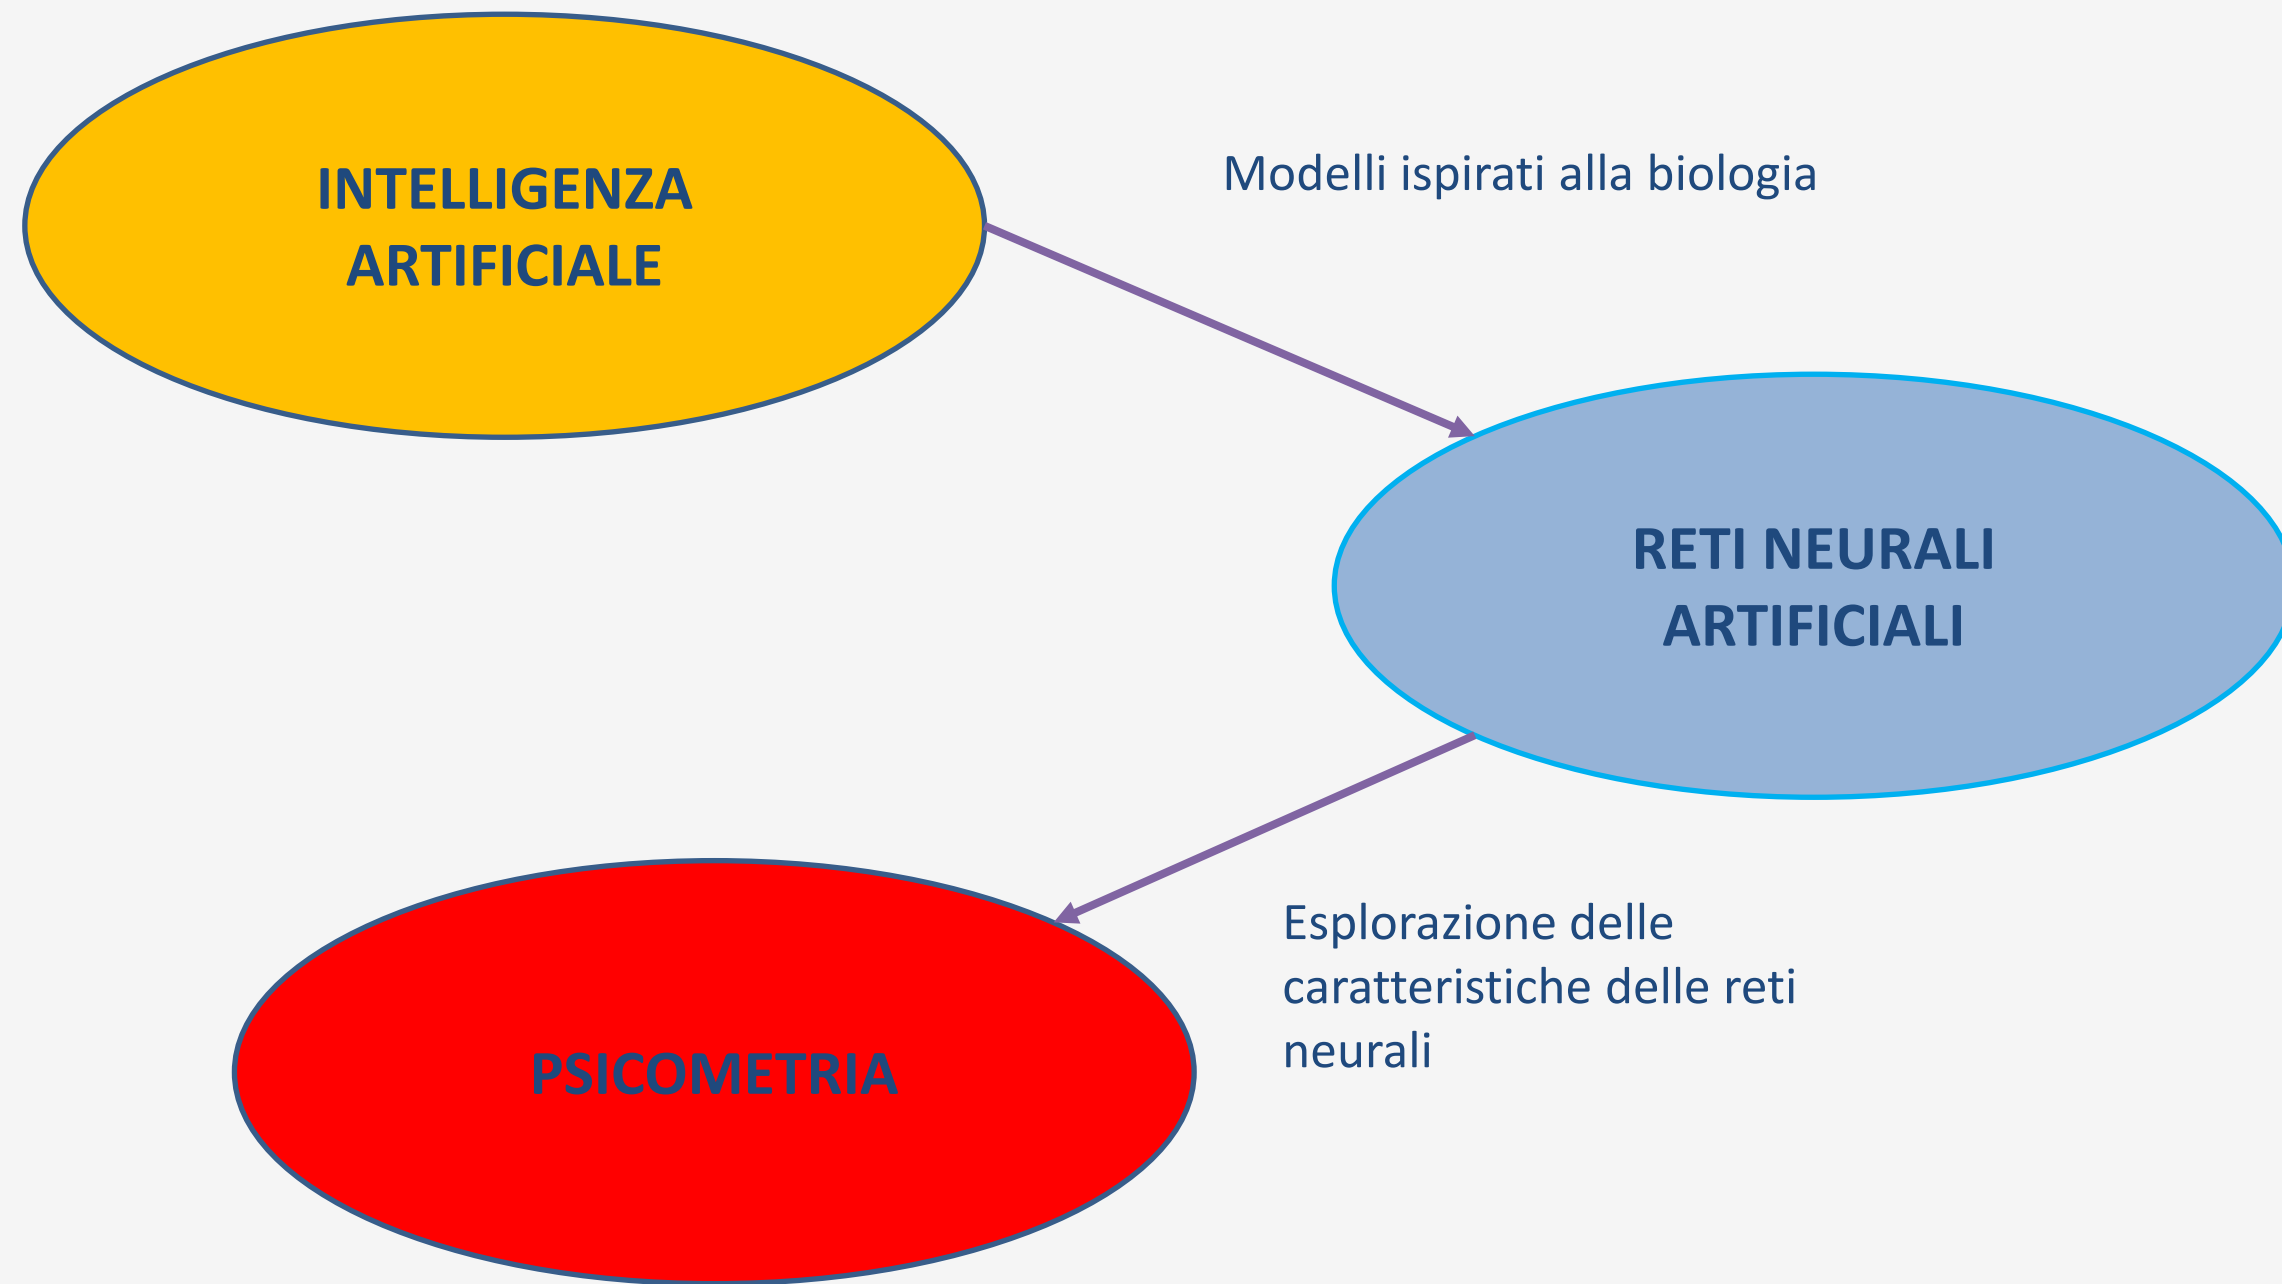 INTELLIGENZA
ARTIFICIALE
Modelli ispirati alla biologia
RETI NEURALI
ARTIFICIALI
Esplorazione delle
caratteristiche delle reti
neurali
PSICOMETRIA